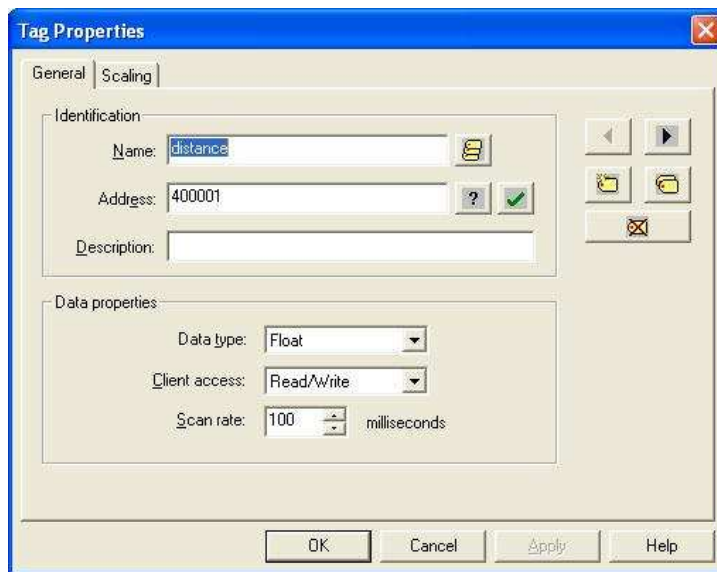 Tag Properties
General
Scaling
Identification
Name: distance
Address: 400001 ?
Description:
Data properties
Data type: Float
Client access: Read/Write
Scan rate: 100 milliseconds
OK Cancel Apply Help